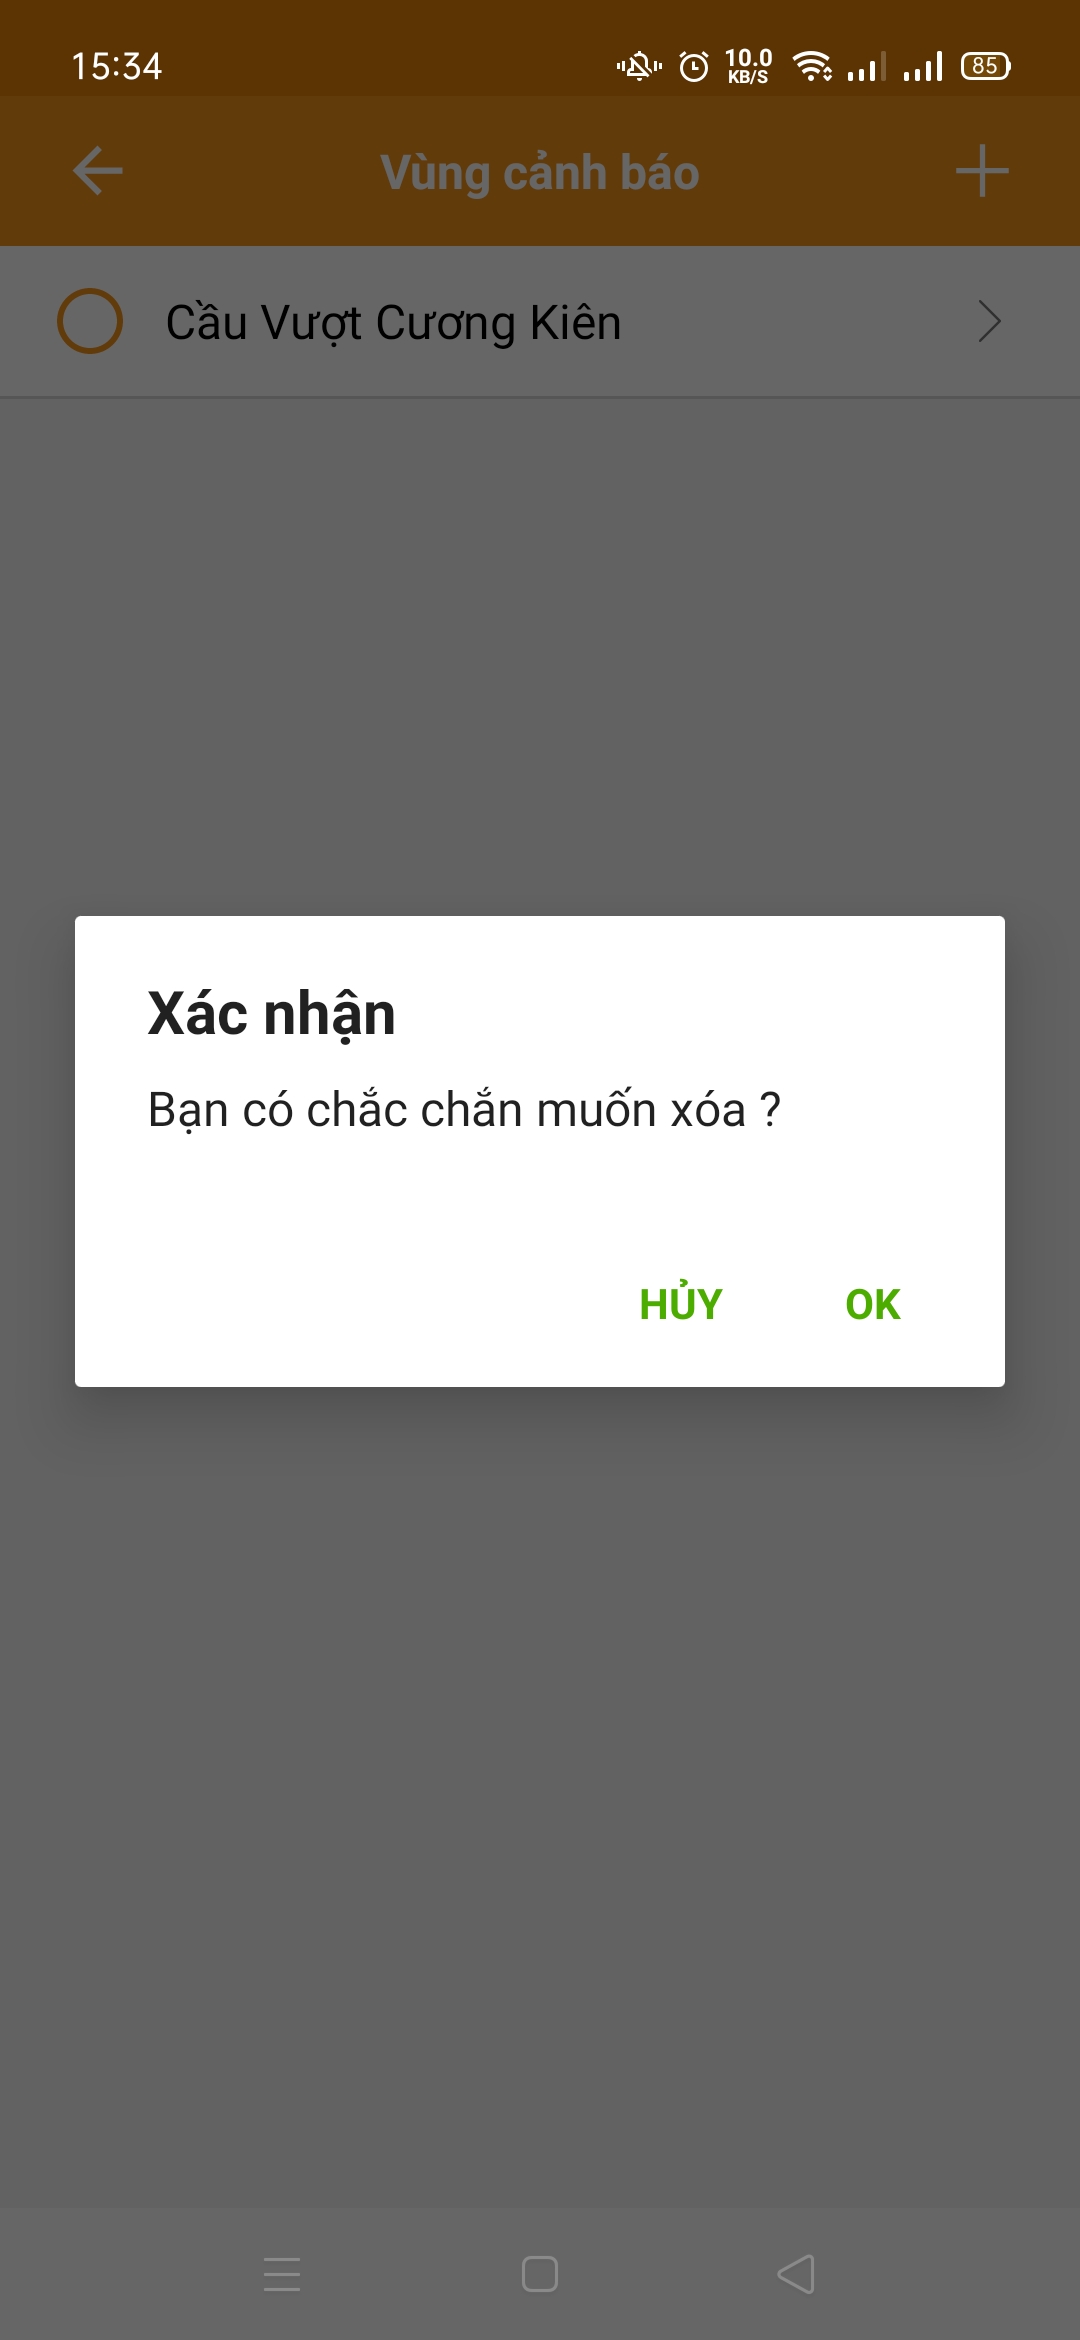 15:34
10.0
KB/S
85
Vùng cảnh báo
Cầu Vượt Cương Kiên
Xác nhận
Bạn có chắc chắn muốn xóa ?
HỦY OK